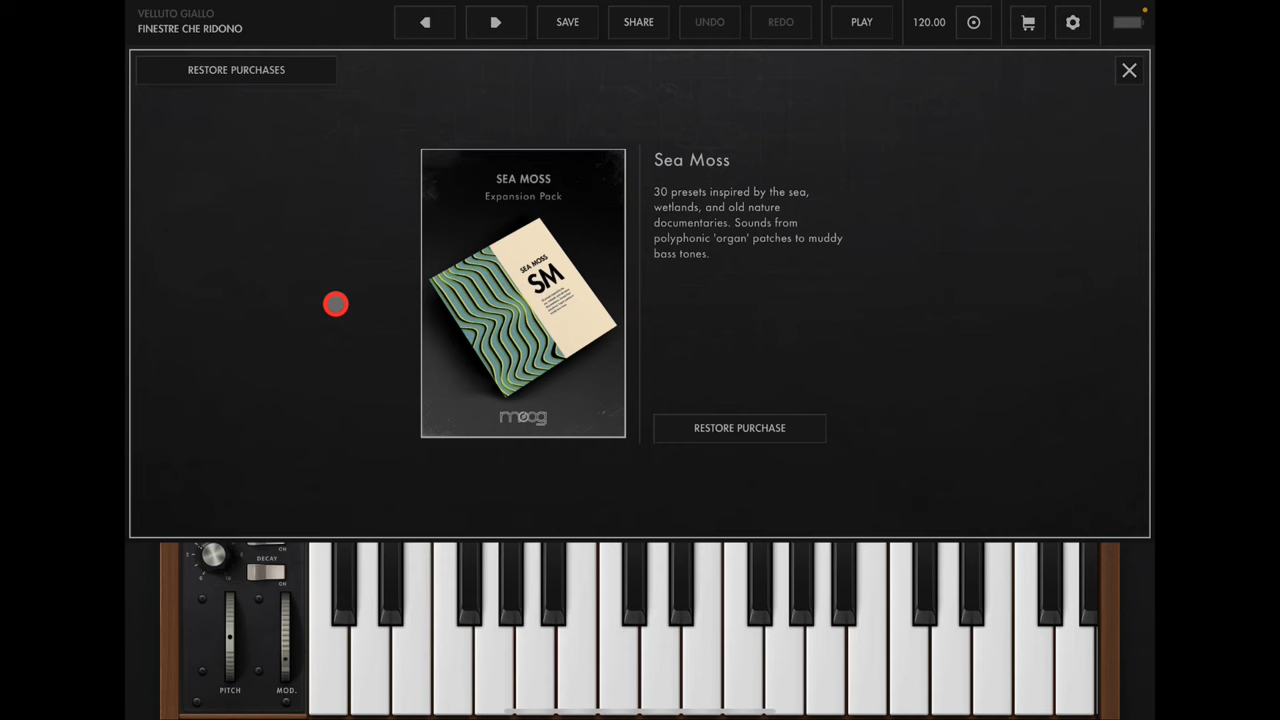 VELLUTO GIALLO
FINESTRE CHE RIDONO
SAVE
SHARE
UNDO
REDO
PLAY
120.00
RESTORE PURCHASES
SEA MOSS
Expansion Pack
SEA MOSS
SM
moog
Sea Moss
30 presets inspired by the sea,
wetlands, and old nature
documentaries. Sounds from
polyphonic 'organ' patches to muddy
bass tones.
RESTORE PURCHASE
ON
DECAY
ON
PITCH
MOD.